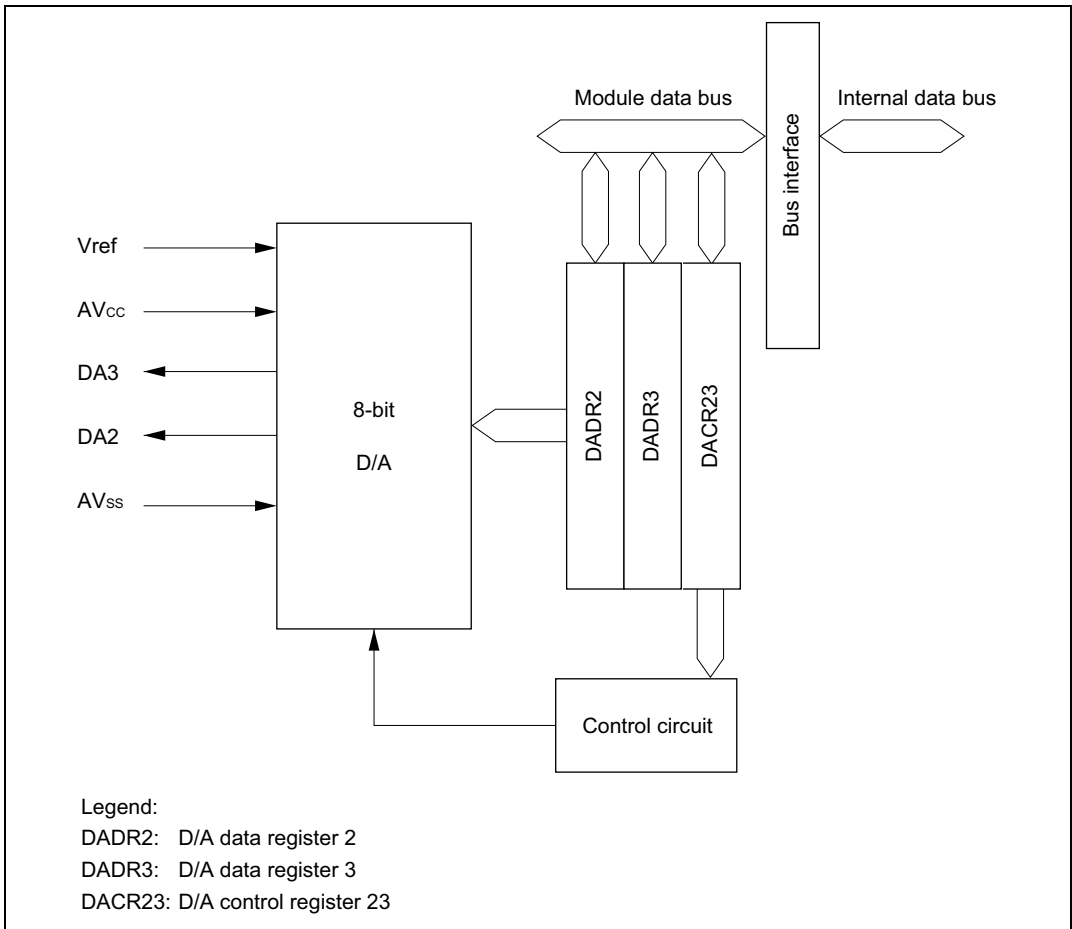 Module data bus
Internal data bus
Bus interface
Vref
AVCC
DA3
DA2
AVSS
8-bit
D/A
DADR2
DADR3
DACR23
Control circuit
Legend:
DADR2: D/A data register 2
DADR3: D/A data register 3
DACR23: D/A control register 23